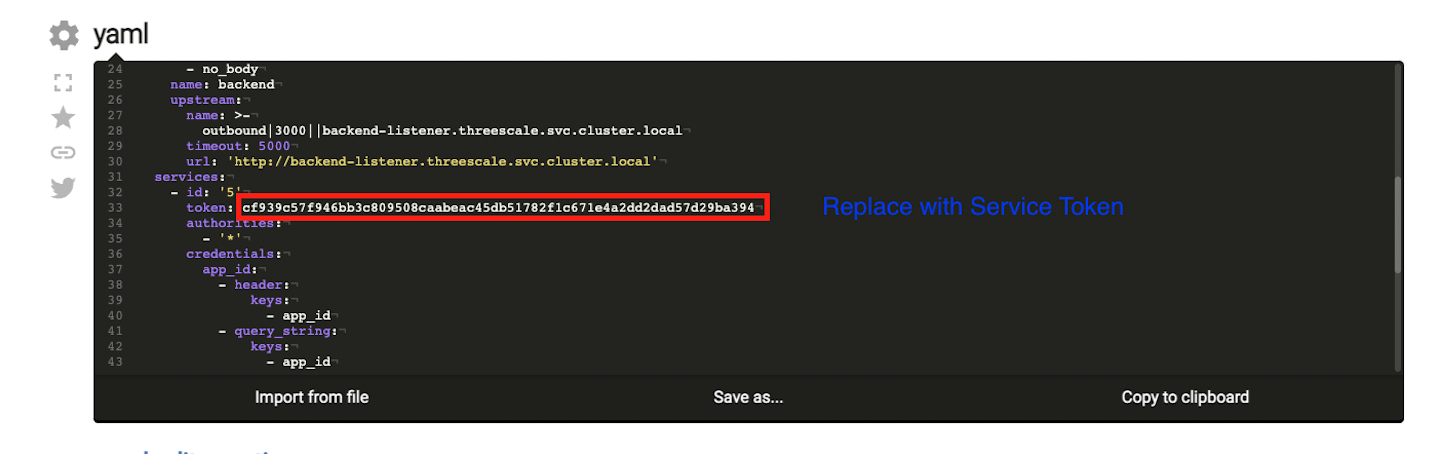 yaml
24 - no_body¬
25 name: backend¬
26 upstream:¬
27 name: >-¬
28 outbound|3000||backend-listener.threescale.svc.cluster.local¬
29 timeout: 5000¬
30 url: 'http://backend-listener.threescale.svc.cluster.local'¬
31 services:¬
32 - id: '5'¬
33 token: cf939c57f946bb3c809508caabeac45db51782f1c671e4a2dd2dad57d29ba394¬ Replace with Service Token
34 authorities:¬
35 - '*'¬
36 credentials:¬
37 app_id:¬
38 - header:¬
39 keys:¬
40 - app_id¬
41 - query_string:¬
42 keys:¬
43 - app_id¬
Import from file Save as... Copy to clipboard